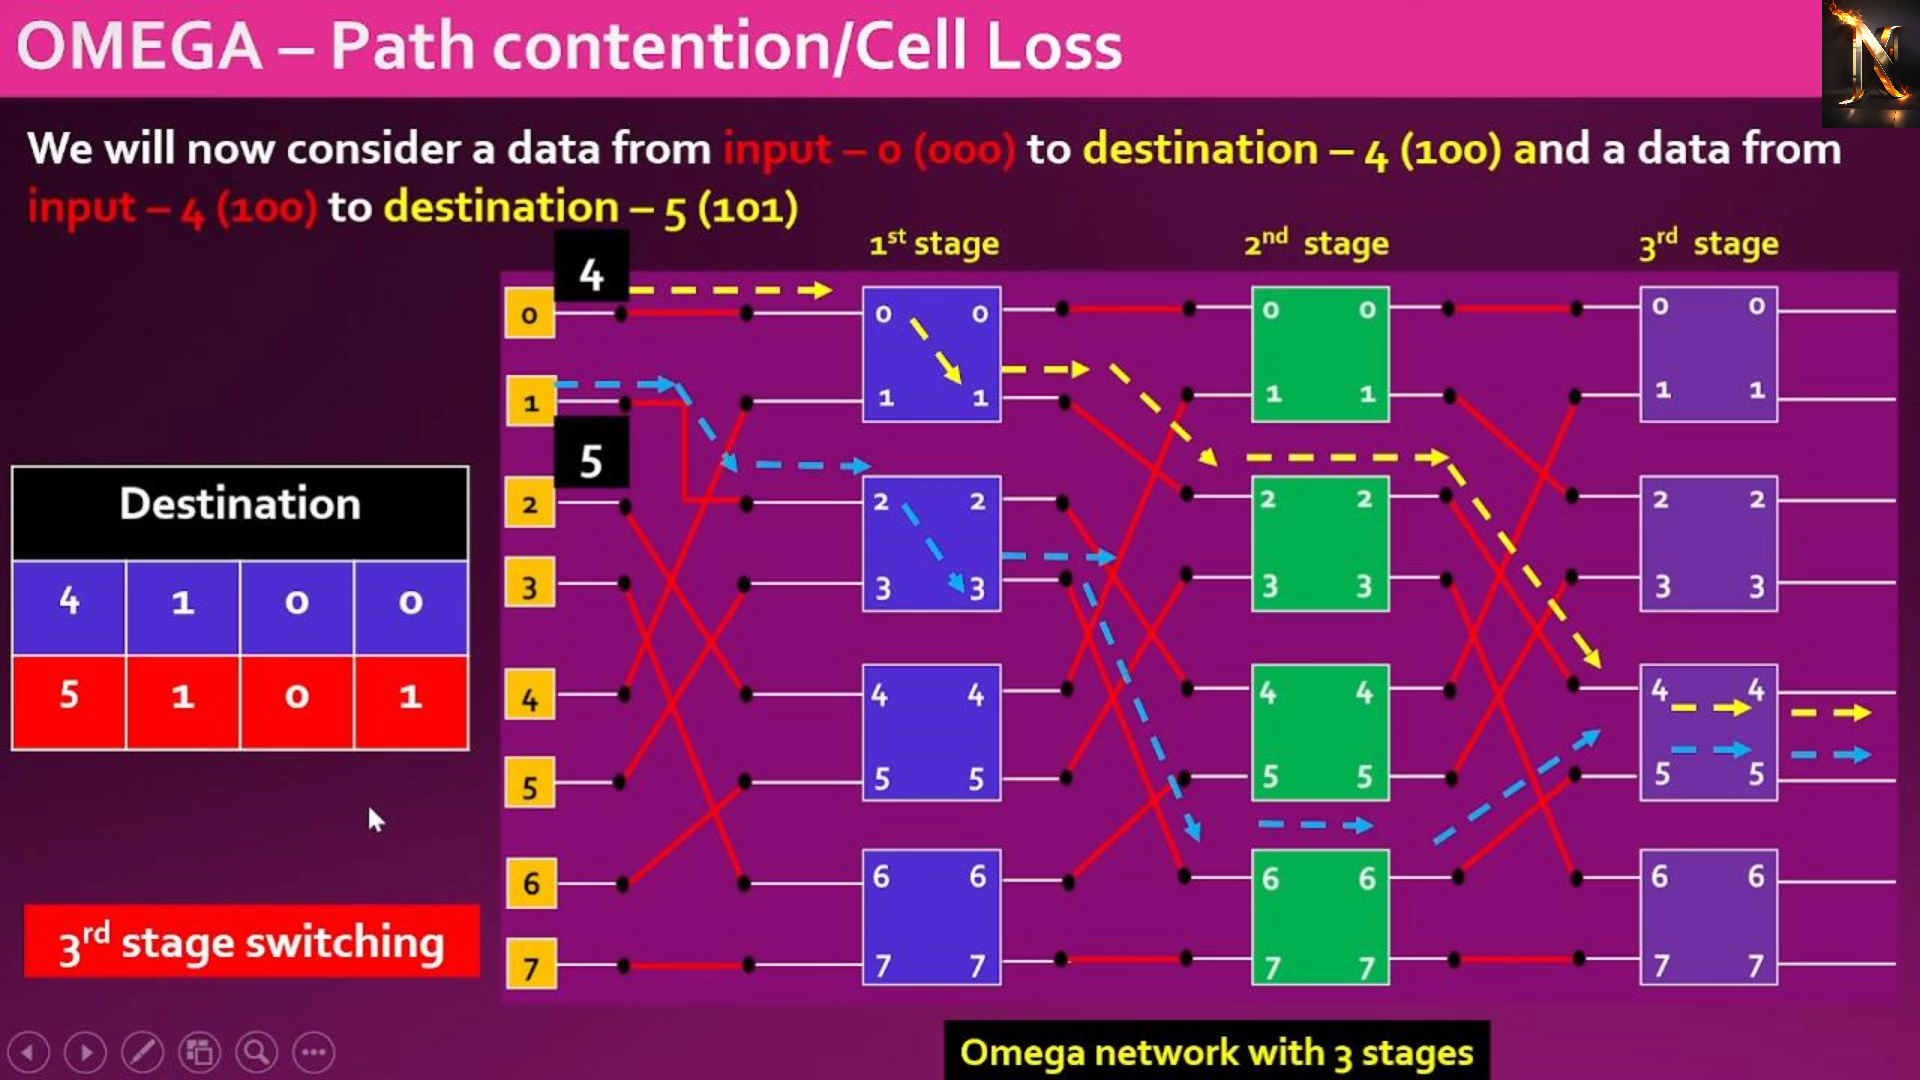 OMEGA – Path contention/Cell Loss
N
We will now consider a data from input – 0 (000) to destination – 4 (100) and a data from
input – 4 (100) to destination – 5 (101)
1st stage 2nd stage 3rd stage
4
0 0 0 0 0 0 0
1 1 1 1 1 1 1
5
2 2 2 2 2 2 2
3 3 3 3 3 3 3
4 4 4 4 4 4 4
5 5 5 5 5 5 5
6 6 6 6 6 6 6
7 7 7 7 7 7 7
Destination
4 1 0 0
5 1 0 1
3rd stage switching
Omega network with 3 stages